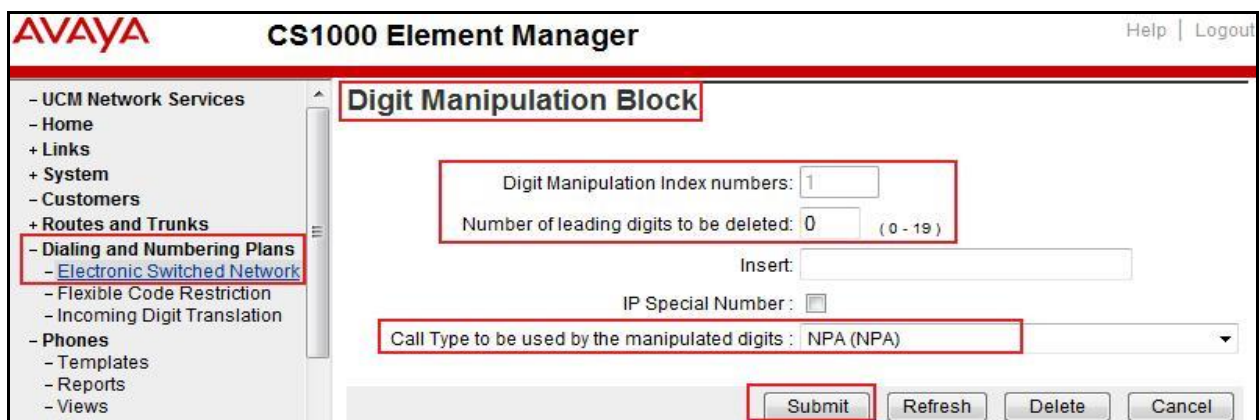 AVAYA
CS1000 Element Manager
Help | Logout
- UCM Network Services
- Home
+ Links
+ System
- Customers
+ Routes and Trunks
- Dialing and Numbering Plans
- Electronic Switched Network
- Flexible Code Restriction
- Incoming Digit Translation
- Phones
- Templates
- Reports
- Views
Digit Manipulation Block
Digit Manipulation Index numbers: 1
Number of leading digits to be deleted: 0 ( 0 - 19 )
Insert:
IP Special Number :
Call Type to be used by the manipulated digits : NPA (NPA)
Submit Refresh Delete Cancel